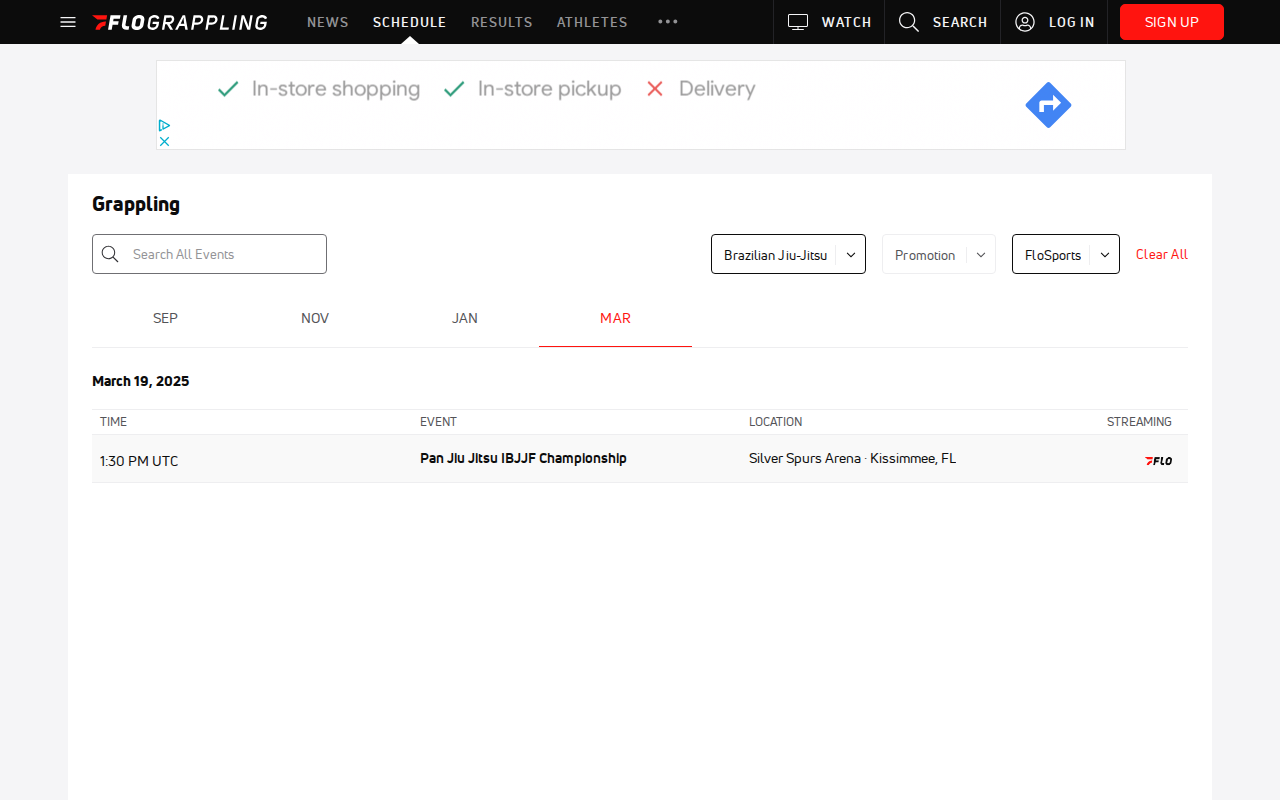 FLOGRAPPLING NEWS SCHEDULE RESULTS ATHLETES WATCH SEARCH LOG IN SIGN UP
In-store shopping In-store pickup Delivery
Grappling
Search All Events Brazilian Jiu-Jitsu Promotion FloSports Clear All
SEP NOV JAN MAR
March 19, 2025
TIME EVENT LOCATION STREAMING
1:30 PM UTC Pan Jiu Jitsu IBJJF Championship Silver Spurs Arena · Kissimmee, FL FLO